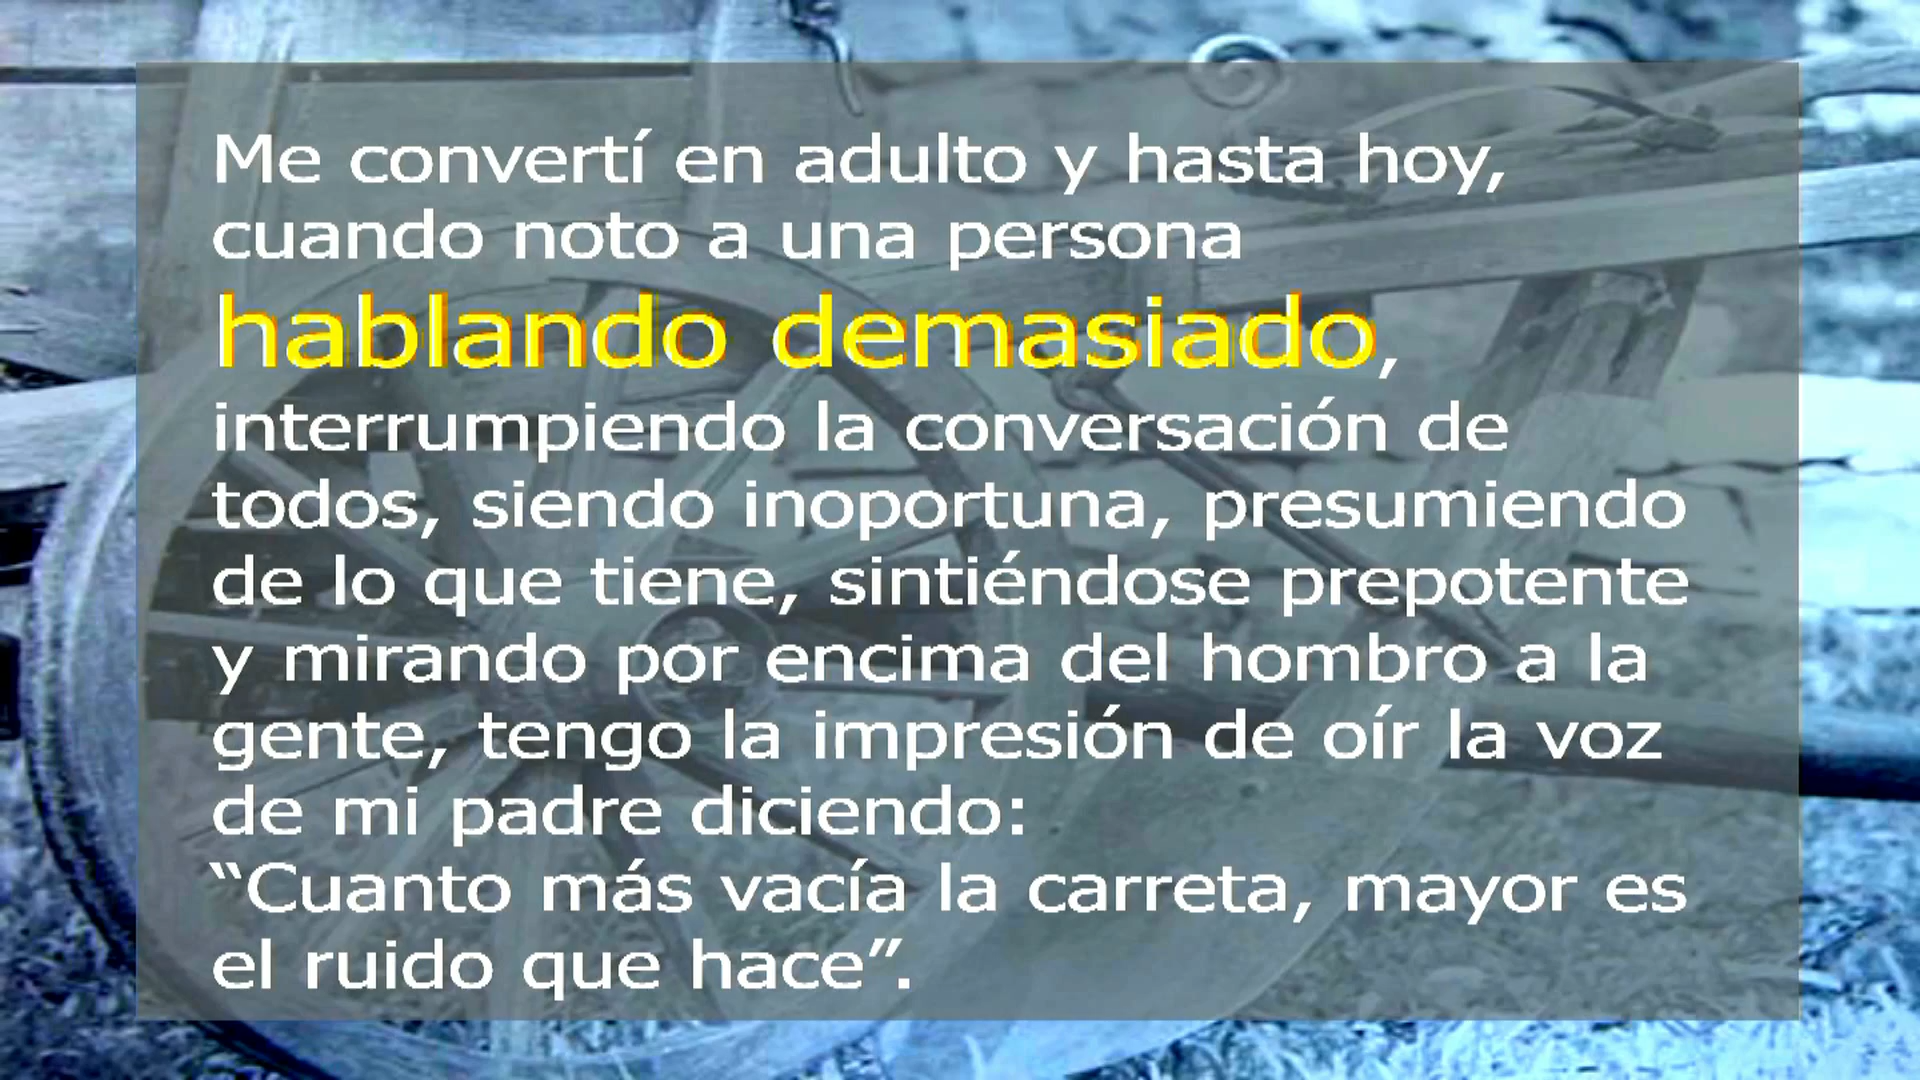 Me convertí en adulto y hasta hoy,
cuando noto a una persona
hablando demasiado,
interrumpiendo la conversación de
todos, siendo inoportuna, presumiendo
de lo que tiene, sintiéndose prepotente
y mirando por encima del hombro a la
gente, tengo la impresión de oír la voz
de mi padre diciendo:
“Cuanto más vacía la carreta, mayor es
el ruido que hace”.